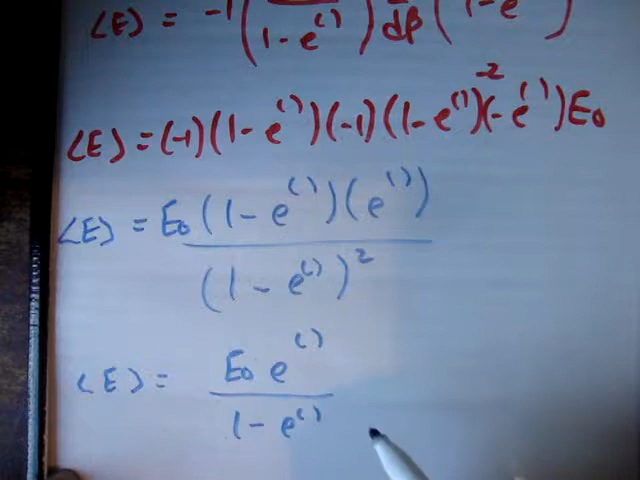 ⟨E⟩ = -1 ( / 1 - e^() ) dβ ( 1 - e )
⟨E⟩ = (-1)(1 - e^())(-1)(1 - e^())^-2(-e^())E₀
⟨E⟩ = E₀(1 - e^())(e^()) / (1 - e^())^2
⟨E⟩ = E₀ e^() / 1 - e^()